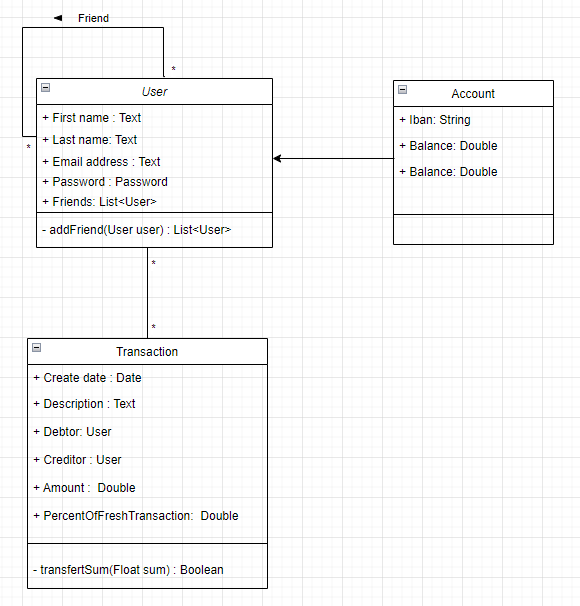 ◄ Friend
*
*
User
+ First name : Text
+ Last name: Text
+ Email address : Text
+ Password : Password
+ Friends: List<User>
- addFriend(User user) : List<User>
Account
+ Iban: String
+ Balance: Double
+ Balance: Double
*
*
Transaction
+ Create date : Date
+ Description : Text
+ Debtor: User
+ Creditor : User
+ Amount : Double
+ PercentOfFreshTransaction: Double
- transfertSum(Float sum) : Boolean